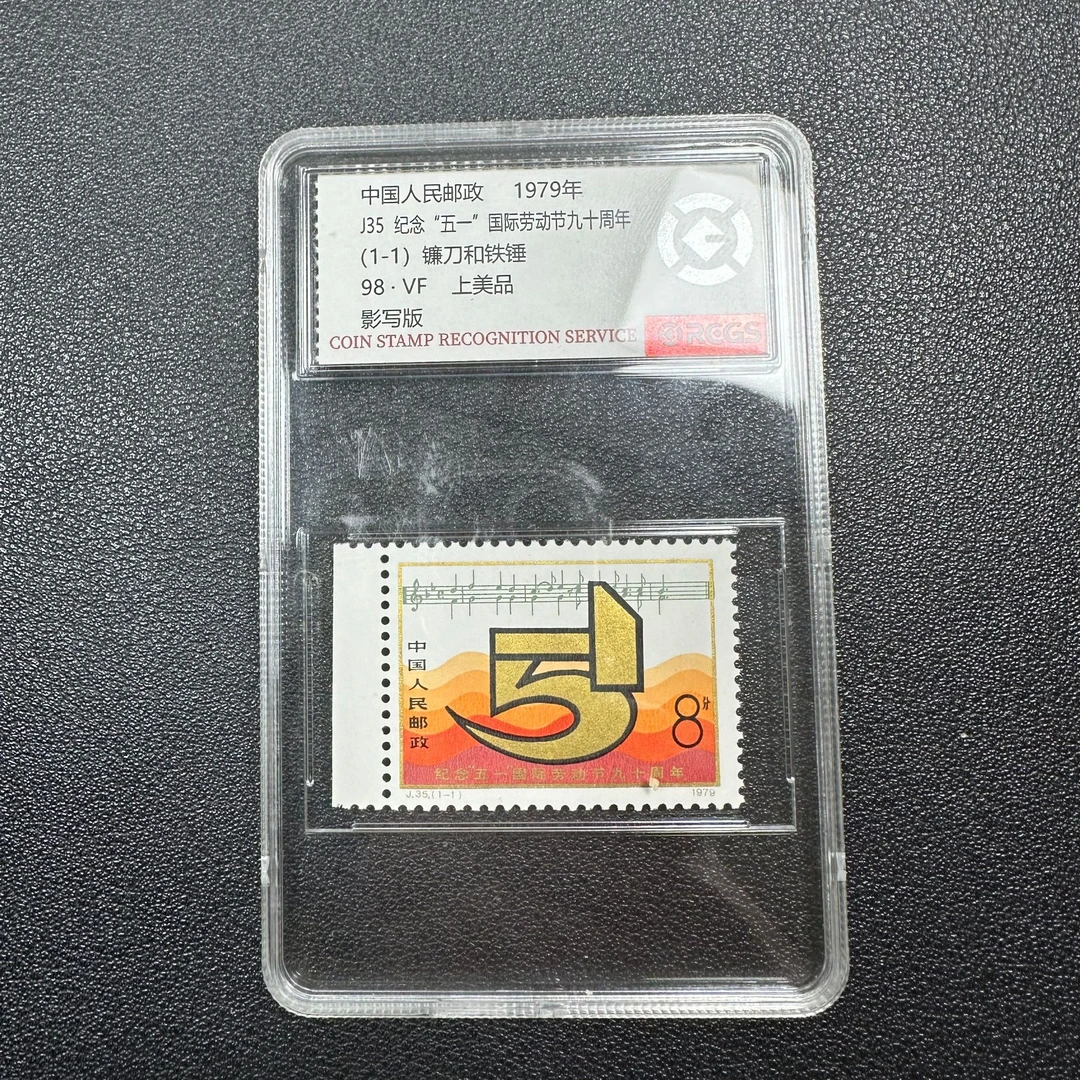 中国人民邮政 1979年
J35 纪念“五一”国际劳动节九十周年
(1-1) 镰刀和铁锤
98·VF 上美品
影写版
COIN STAMP RECOGNITION SERVICE
RCGS
中国人民邮政
51
8分
纪念"五一"国际劳动节九十周年
J.35.(1-1)
1979